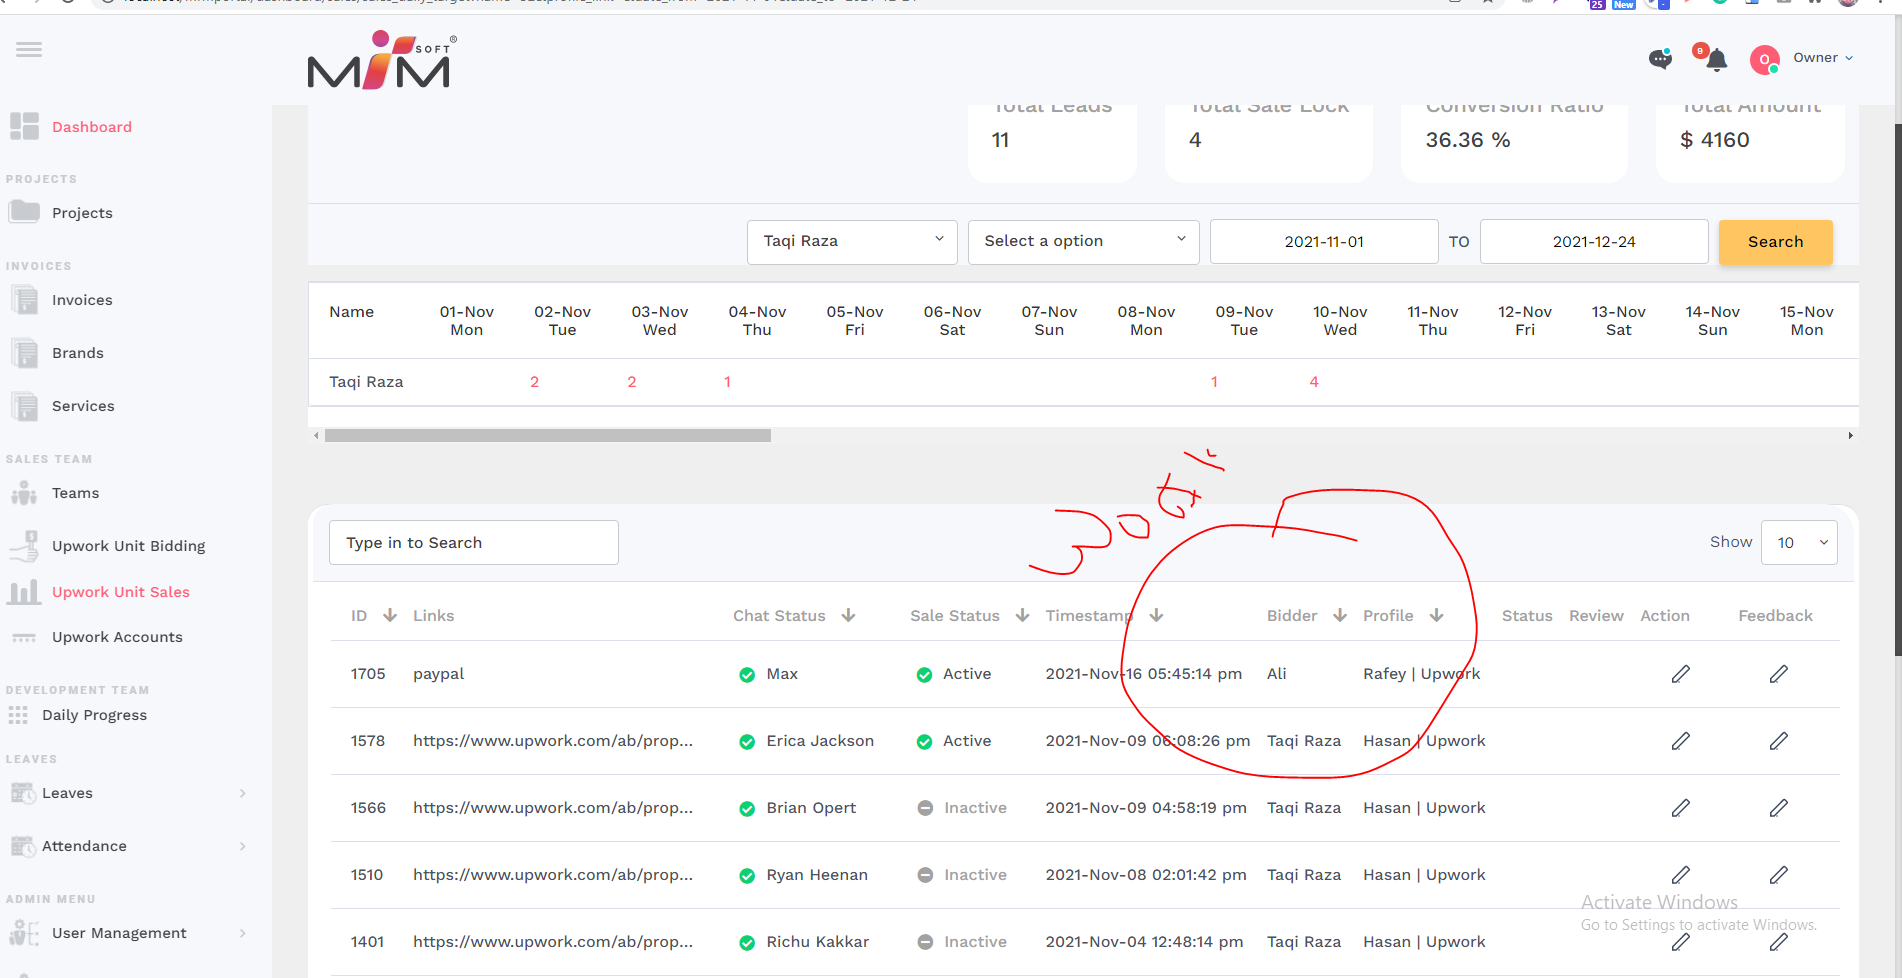 MiM SOFT®
9
O
Owner
25 New
Dashboard
PROJECTS
Projects
INVOICES
Invoices
Brands
Services
SALES TEAM
Teams
Upwork Unit Bidding
Upwork Unit Sales
Upwork Accounts
DEVELOPMENT TEAM
Daily Progress
LEAVES
Leaves
Attendance
ADMIN MENU
User Management
Total Leads Total Sale Lock Conversion Ratio Total Amount
11 4 36.36 % $ 4160
Taqi Raza Select a option 2021-11-01 TO 2021-12-24 Search
Name 01-Nov 02-Nov 03-Nov 04-Nov 05-Nov 06-Nov 07-Nov 08-Nov 09-Nov 10-Nov 11-Nov 12-Nov 13-Nov 14-Nov 15-Nov
Mon Tue Wed Thu Fri Sat Sun Mon Tue Wed Thu Fri Sat Sun Mon
Taqi Raza 2 2 1 1 4
Type in to Search Show 10
ID Links Chat Status Sale Status Timestamp Bidder Profile Status Review Action Feedback
1705 paypal Max Active 2021-Nov-16 05:45:14 pm Ali Rafey | Upwork
1578 https://www.upwork.com/ab/prop... Erica Jackson Active 2021-Nov-09 06:08:26 pm Taqi Raza Hasan | Upwork
1566 https://www.upwork.com/ab/prop... Brian Opert Inactive 2021-Nov-09 04:58:19 pm Taqi Raza Hasan | Upwork
1510 https://www.upwork.com/ab/prop... Ryan Heenan Inactive 2021-Nov-08 02:01:42 pm Taqi Raza Hasan | Upwork
1401 https://www.upwork.com/ab/prop... Richu Kakkar Inactive 2021-Nov-04 12:48:14 pm Taqi Raza Hasan | Upwork
Activate Windows
Go to Settings to activate Windows.